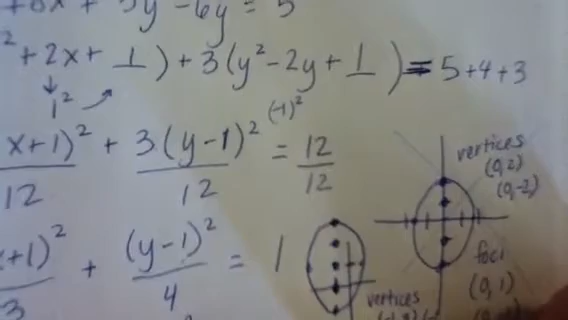 +8x + 3y - 6y = 5
² + 2x + 1) + 3(y² - 2y + 1) = 5 + 4 + 3
1² (-1)²
x+1)² + 3(y-1)² = 12
12 12 12
+1)² + (y-1)² = 1
3 4
vertices
(0,2)
(0,-2)
foci
(0,1)
vertices